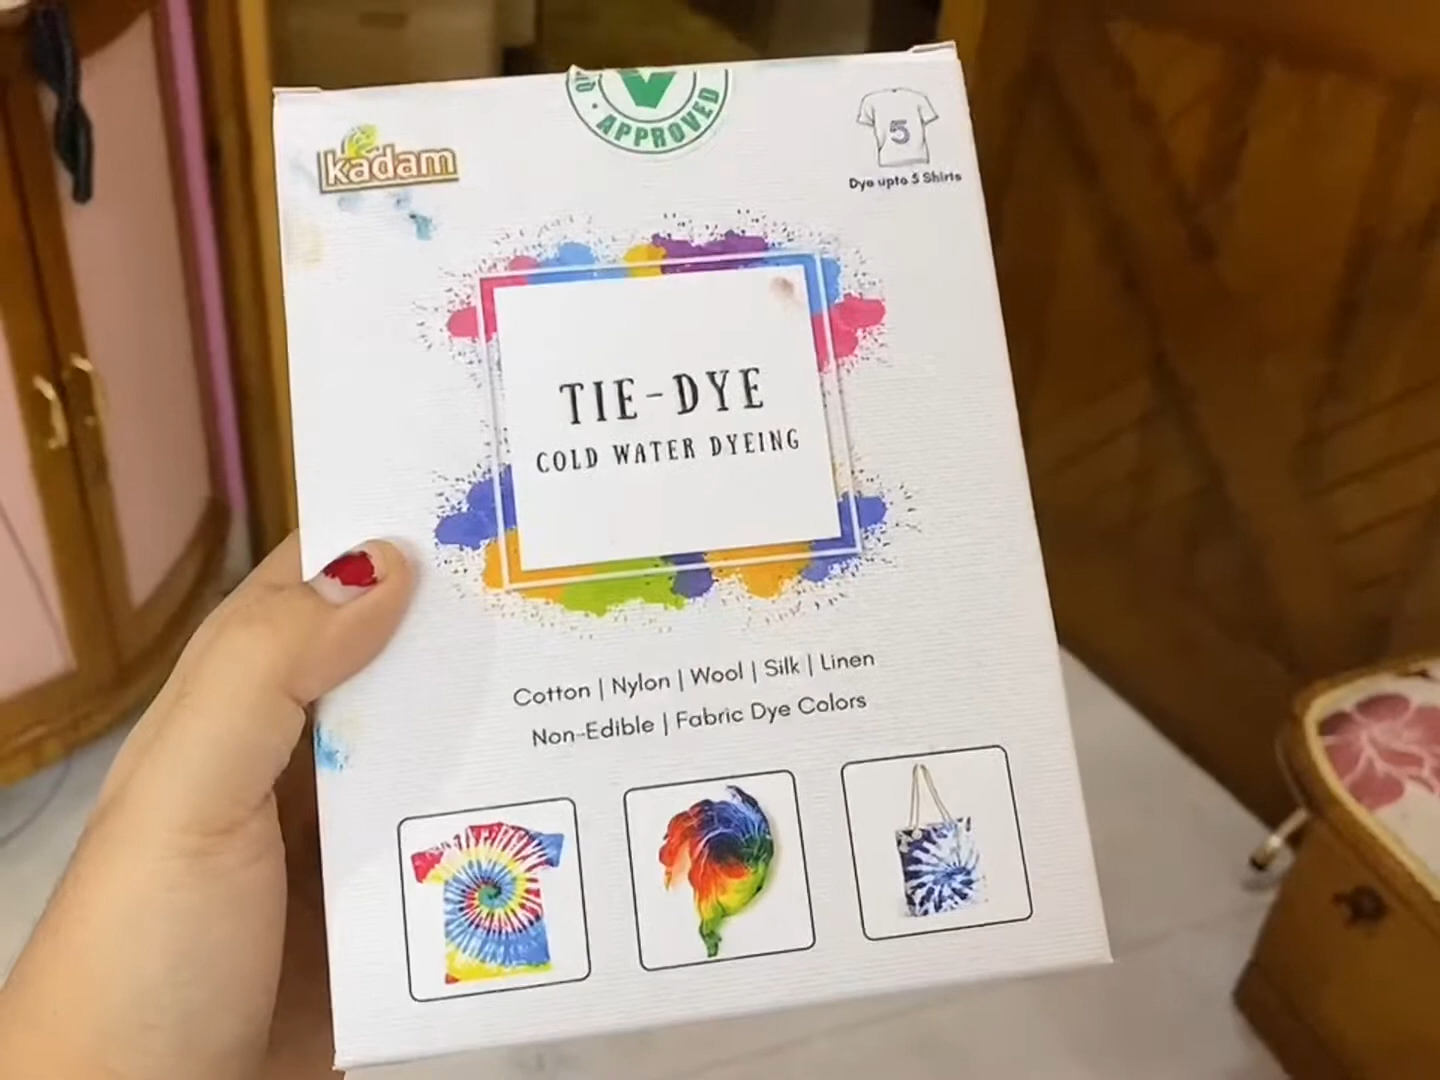 APPROVED
kadam
5
Dye upto 5 Shirts
TIE-DYE
COLD WATER DYEING
Cotton | Nylon | Wool | Silk | Linen
Non-Edible | Fabric Dye Colors